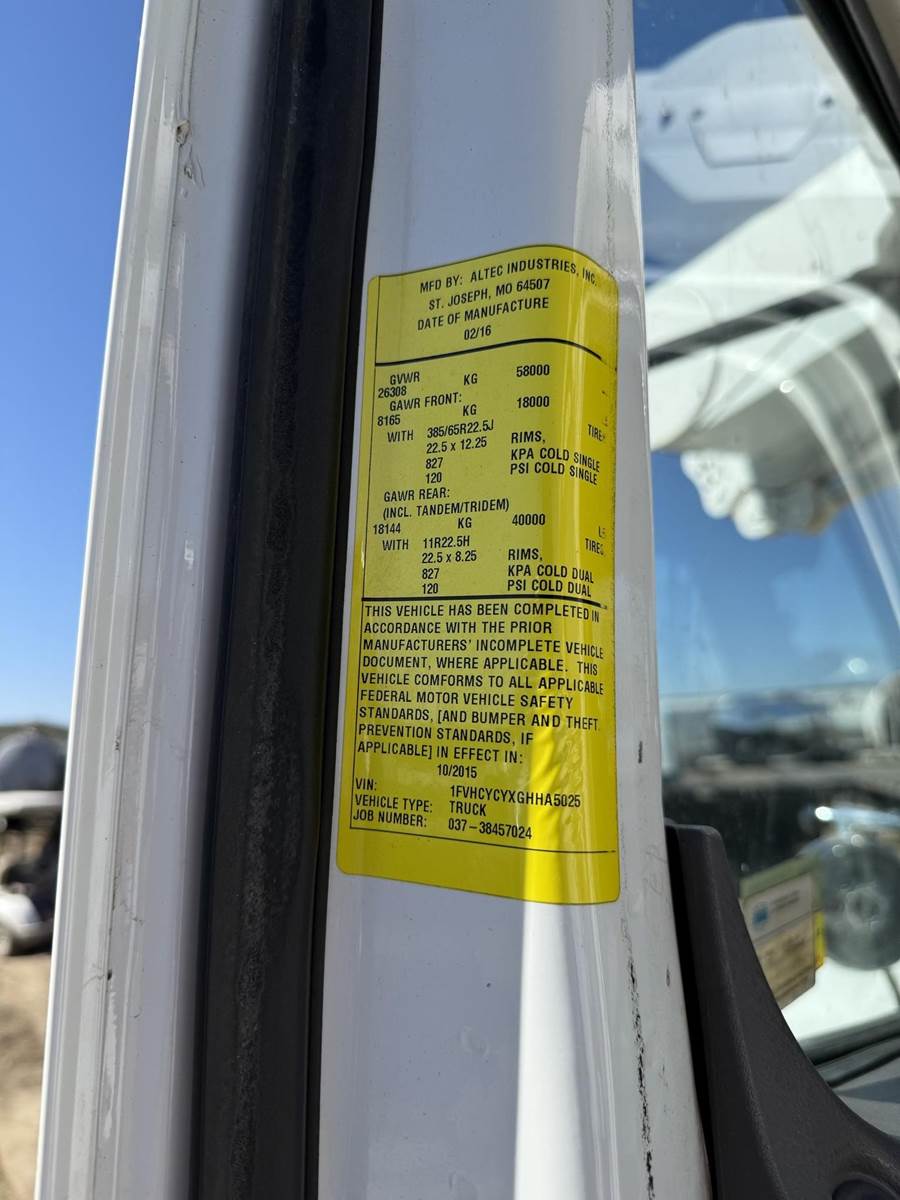 MFD BY: ALTEC INDUSTRIES, INC.
ST. JOSEPH, MO 64507
DATE OF MANUFACTURE
02/16
GVWR
26308 KG 58000
GAWR FRONT:
8165 KG 18000
WITH 385/65R22.5J TIRES
22.5 x 12.25 RIMS,
827 KPA COLD SINGLE
120 PSI COLD SINGLE
GAWR REAR:
(INCL. TANDEM/TRIDEM)
18144 KG 40000
WITH 11R22.5H TIRES
22.5 x 8.25 RIMS,
827 KPA COLD DUAL
120 PSI COLD DUAL
THIS VEHICLE HAS BEEN COMPLETED IN
ACCORDANCE WITH THE PRIOR
MANUFACTURERS' INCOMPLETE VEHICLE
DOCUMENT, WHERE APPLICABLE. THIS
VEHICLE COMFORMS TO ALL APPLICABLE
FEDERAL MOTOR VEHICLE SAFETY
STANDARDS, [AND BUMPER AND THEFT
PREVENTION STANDARDS, IF
APPLICABLE] IN EFFECT IN:
10/2015
VIN: 1FVHCYCYXGHHA5025
VEHICLE TYPE: TRUCK
JOB NUMBER: 037-38457024